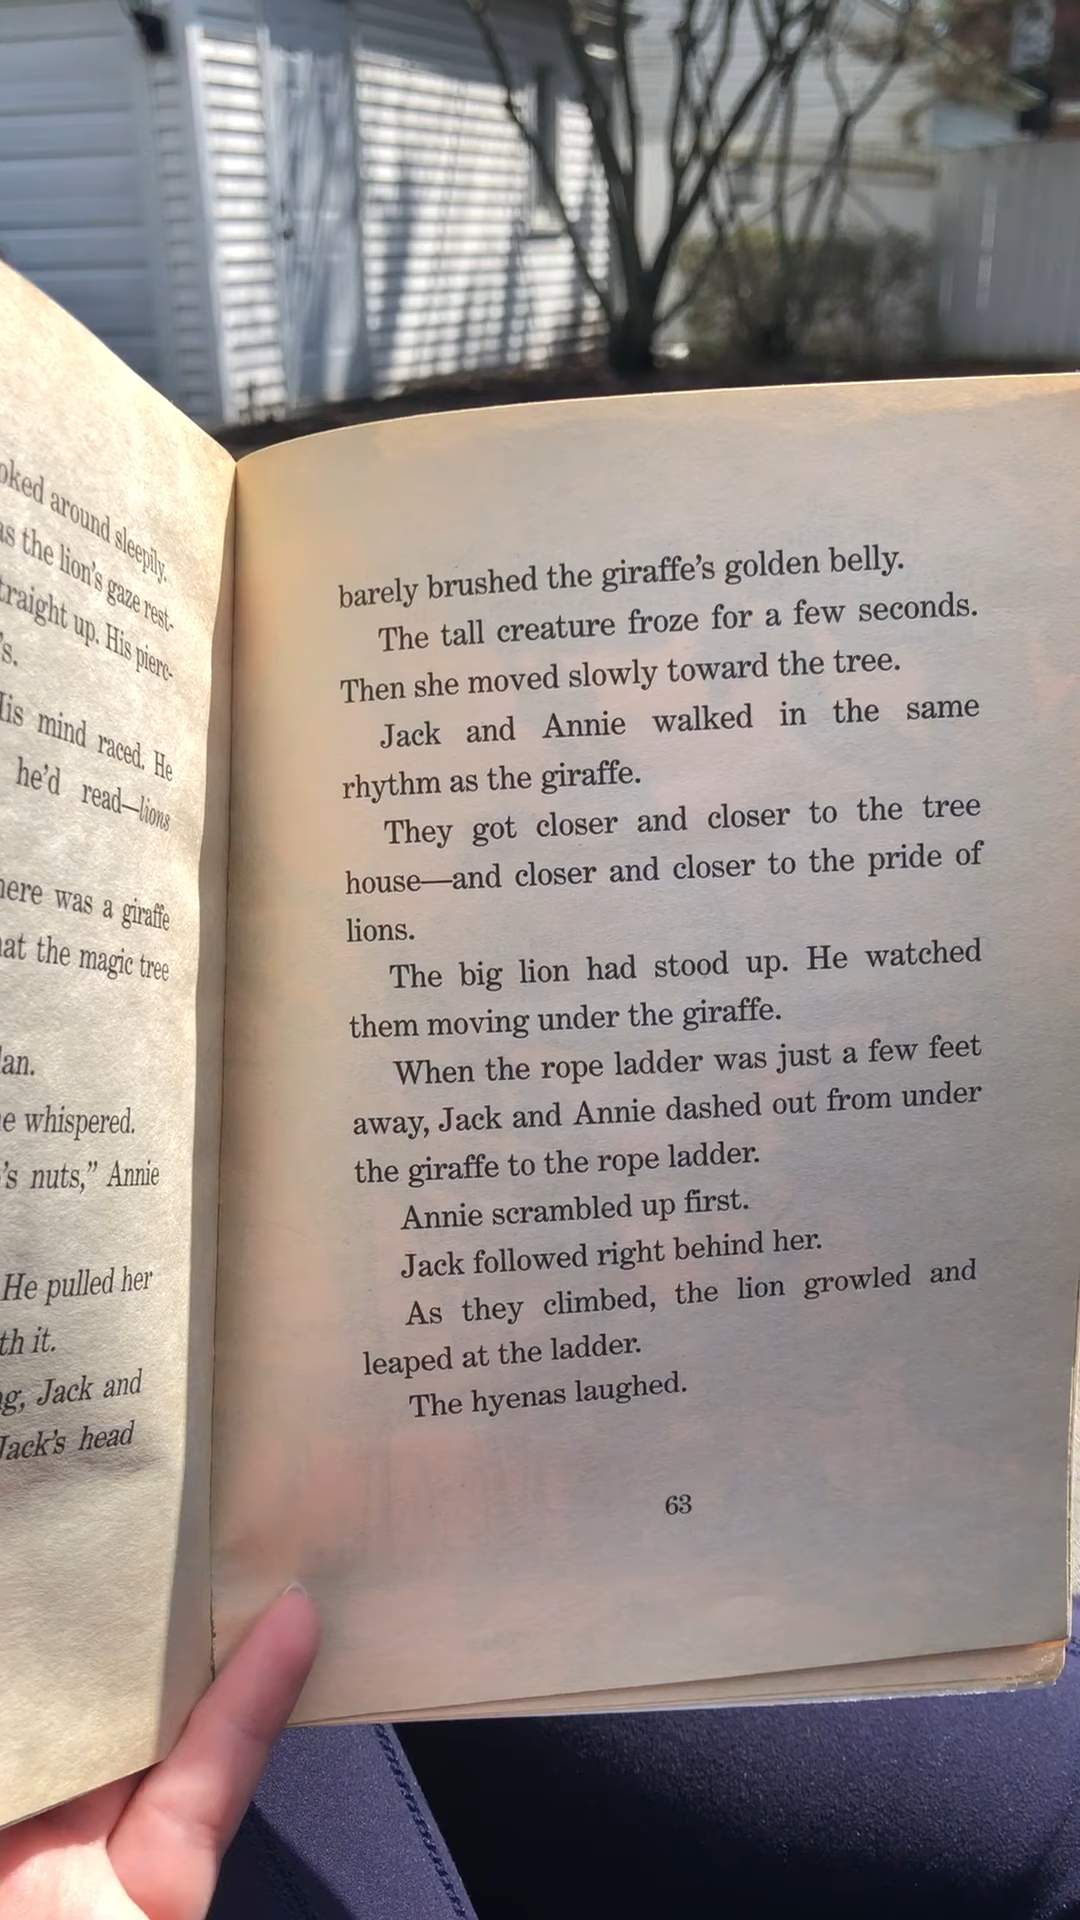 around sleepily.
the lion's gaze rest-
up. His pierc-
mind raced. He
he'd read—lions
was a giraffe
the magic tree
whispered.
nuts," Annie
He pulled her
it.
Jack and
Jack's head
barely brushed the giraffe's golden belly.
The tall creature froze for a few seconds.
Then she moved slowly toward the tree.
Jack and Annie walked in the same
rhythm as the giraffe.
They got closer and closer to the tree
house—and closer and closer to the pride of
lions.
The big lion had stood up. He watched
them moving under the giraffe.
When the rope ladder was just a few feet
away, Jack and Annie dashed out from under
the giraffe to the rope ladder.
Annie scrambled up first.
Jack followed right behind her.
As they climbed, the lion growled and
leaped at the ladder.
The hyenas laughed.
63